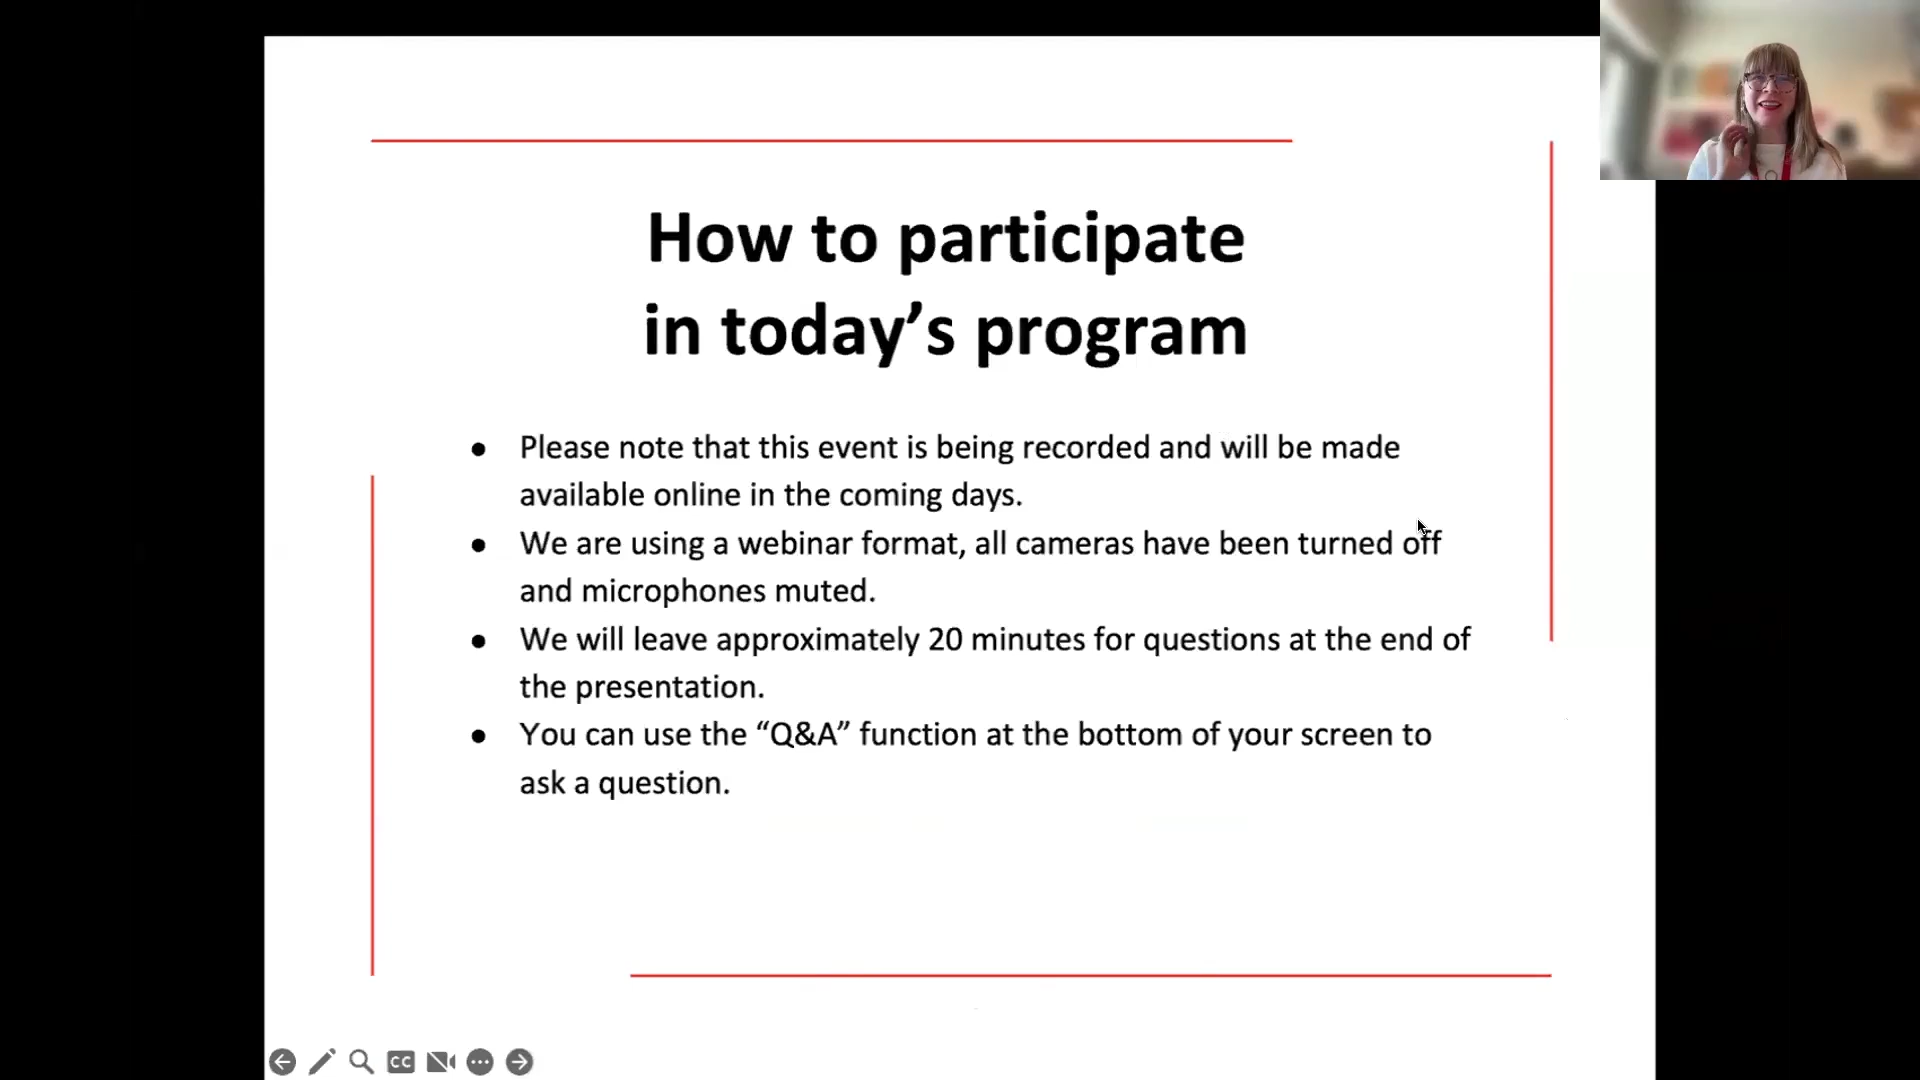 How to participate
in today’s program
● Please note that this event is being recorded and will be made
available online in the coming days.
● We are using a webinar format, all cameras have been turned off
and microphones muted.
● We will leave approximately 20 minutes for questions at the end of
the presentation.
● You can use the “Q&A” function at the bottom of your screen to
ask a question.
CC